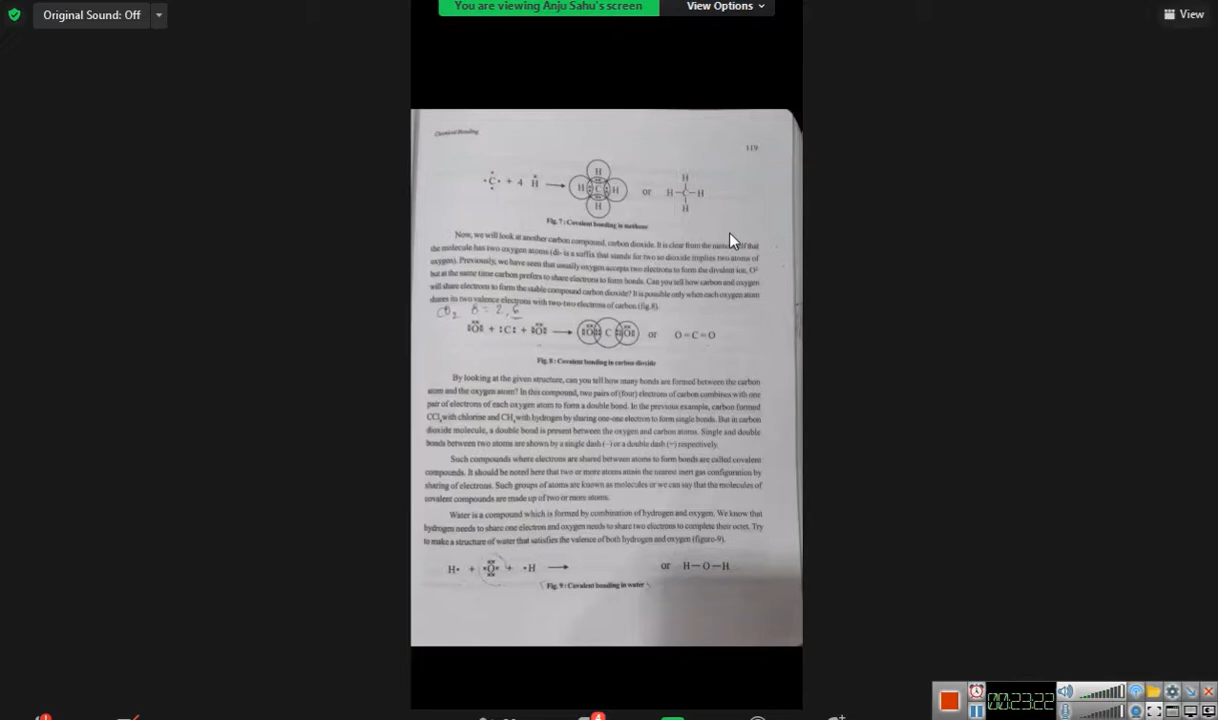 Original Sound: Off
You are viewing Anju Sahu's screen
View Options
View
Chemical Bonding
119
·C· + 4 H → H H C H H or H–C–H
H
H
Fig. 7 : Covalent bonding in methane
Now, we will look at another carbon compound, carbon dioxide. It is clear from the name itself that
the molecule has two oxygen atoms (di- is a suffix that stands for two so dioxide implies two atoms of
oxygen). Previously, we have seen that usually oxygen accepts two electrons to form the divalent ion, O²⁻
but at the same time carbon prefers to share electrons to form bonds. Can you tell how carbon and oxygen
will share electrons to form the stable compound carbon dioxide? It is possible only when each oxygen atom
shares its two valence electrons with two-two electrons of carbon (fig.8).
CO₂ 8 = 2, 6
O + C + O → O C O or O=C=O
Fig. 8 : Covalent bonding in carbon dioxide
By looking at the given structure, can you tell how many bonds are formed between the carbon
atom and the oxygen atom? In this compound, two pairs of (four) electrons of carbon combines with one
pair of electrons of each oxygen atom to form a double bond. In the previous example, carbon formed
CCl₄ with chlorine and CH₄ with hydrogen by sharing one-one electron to form single bonds. But in carbon
dioxide molecule, a double bond is present between the oxygen and carbon atoms. Single and double
bonds between two atoms are shown by a single dash (–) or a double dash (=) respectively.
Such compounds where electrons are shared between atoms to form bonds are called covalent
compounds. It should be noted here that two or more atoms attain the nearest inert gas configuration by
sharing of electrons. Such groups of atoms are known as molecules or we can say that the molecules of
covalent compounds are made up of two or more atoms.
Water is a compound which is formed by combination of hydrogen and oxygen. We know that
hydrogen needs to share one electron and oxygen needs to share two electrons to complete their octet. Try
to make a structure of water that satisfies the valence of both hydrogen and oxygen (figure-9).
H· + O + ·H → or H–O–H
Fig. 9 : Covalent bonding in water
4
00:23:22